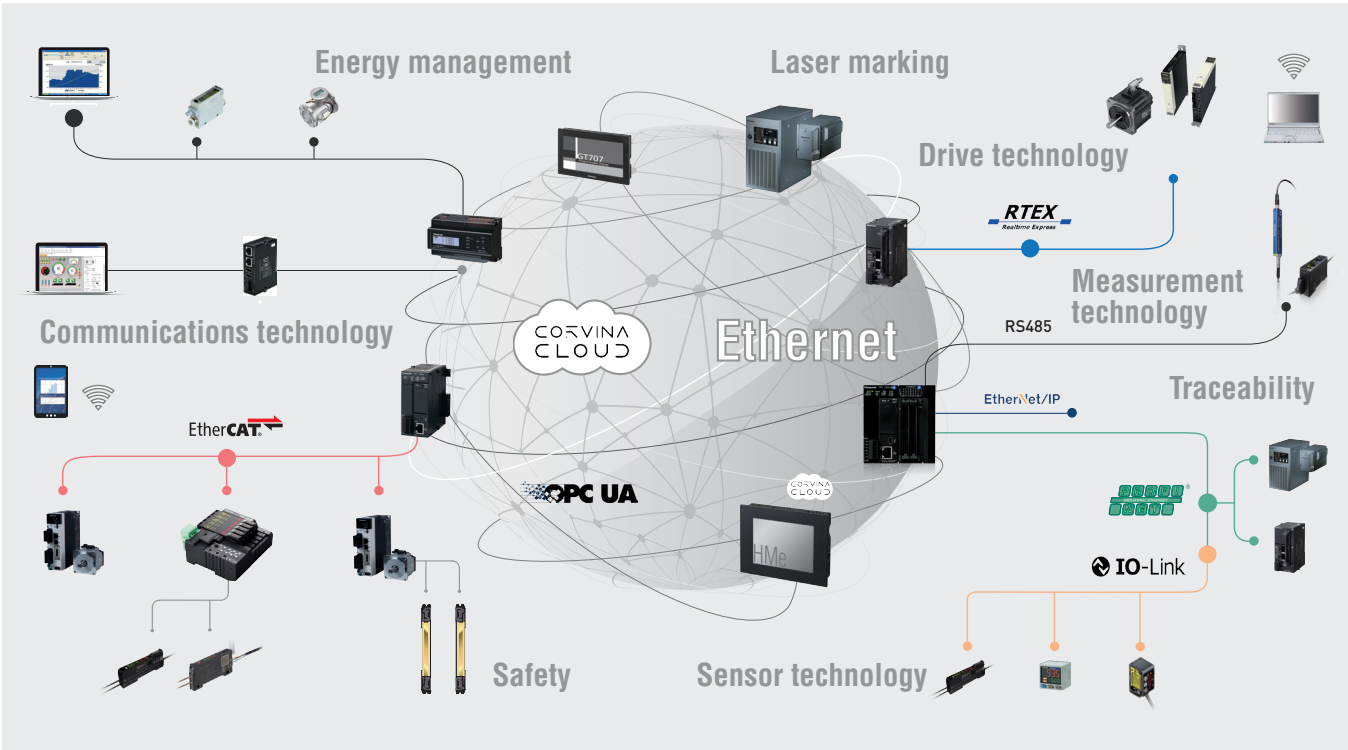 Energy management
Laser marking
GT707
Drive technology
RTEX
Realtime Express
Measurement
technology
Communications technology
CORVINA
CLOUD
Ethernet
RS485
EtherNet/IP
Traceability
EtherCAT®
CORVINA
CLOUD
OPC UA
HMe
IO-Link
Safety
Sensor technology